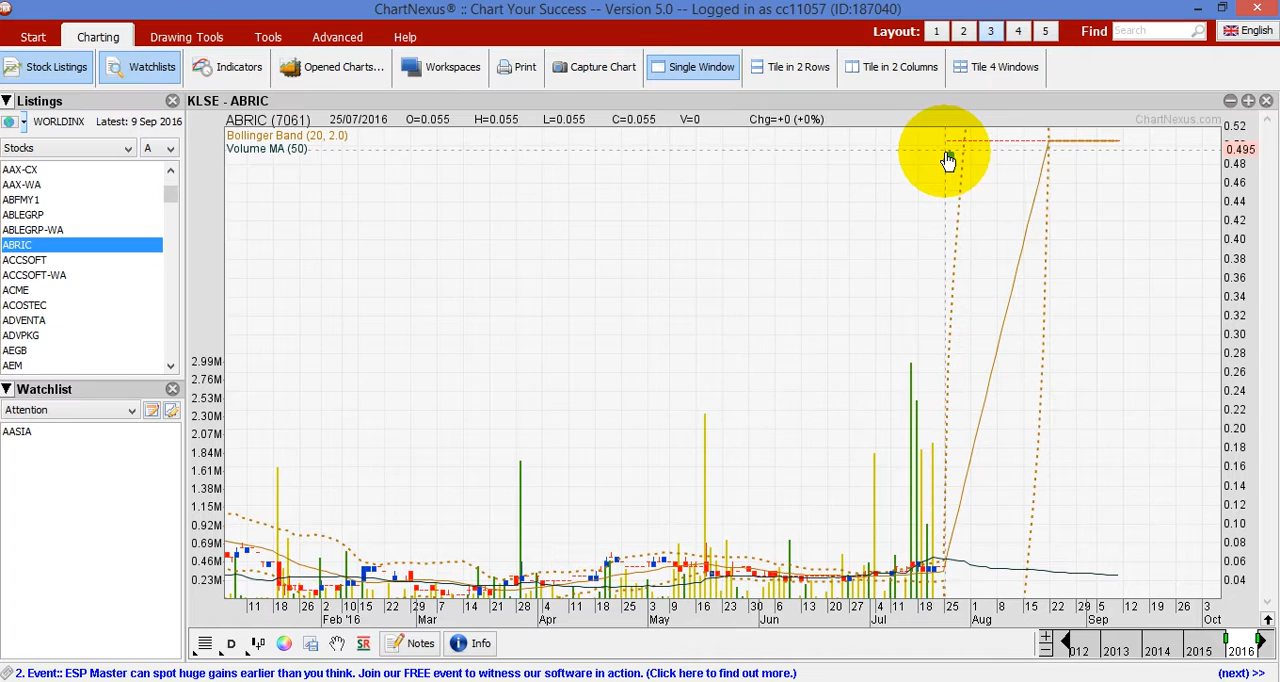 ChartNexus® :: Chart Your Success -- Version 5.0 -- Logged in as cc11057 (ID:187040)
Start Charting Drawing Tools Tools Advanced Help Layout: 1 2 3 4 5 Find Search English
Stock Listings Watchlists Indicators Opened Charts... Workspaces Print Capture Chart Single Window Tile in 2 Rows Tile in 2 Columns Tile 4 Windows
Listings
WORLDINX Latest: 9 Sep 2016
Stocks A
AAX-CX
AAX-WA
ABFMY1
ABLEGRP
ABLEGRP-WA
ABRIC
ACCSOFT
ACCSOFT-WA
ACME
ACOSTEC
ADVENTA
ADVPKG
AEGB
AEM
Watchlist
Attention
AASIA
KLSE - ABRIC
ABRIC (7061) 25/07/2016 O=0.055 H=0.055 L=0.055 C=0.055 V=0 Chg=+0 (+0%) ChartNexus.com
Bollinger Band (20, 2.0)
Volume MA (50)
2.99M
2.76M
2.53M
2.30M
2.07M
1.84M
1.61M
1.38M
1.15M
0.92M
0.69M
0.46M
0.23M
0.52
0.495
0.48
0.46
0.44
0.42
0.40
0.38
0.36
0.34
0.32
0.30
0.28
0.26
0.24
0.22
0.20
0.18
0.16
0.14
0.12
0.10
0.08
0.06
0.04
11 18 26 2 10 15 22 29 7 14 21 28 4 11 18 25 3 9 16 23 30 6 13 20 27 4 11 18 25 1 8 15 22 29 5 12 19 26 3
Feb '16 Mar Apr May Jun Jul Aug Sep Oct
D SR Notes Info 012 2013 2014 2015 2016
2. Event:: ESP Master can spot huge gains earlier than you think. Join our FREE event to witness our software in action. (Click here to find out more.) (next) >>